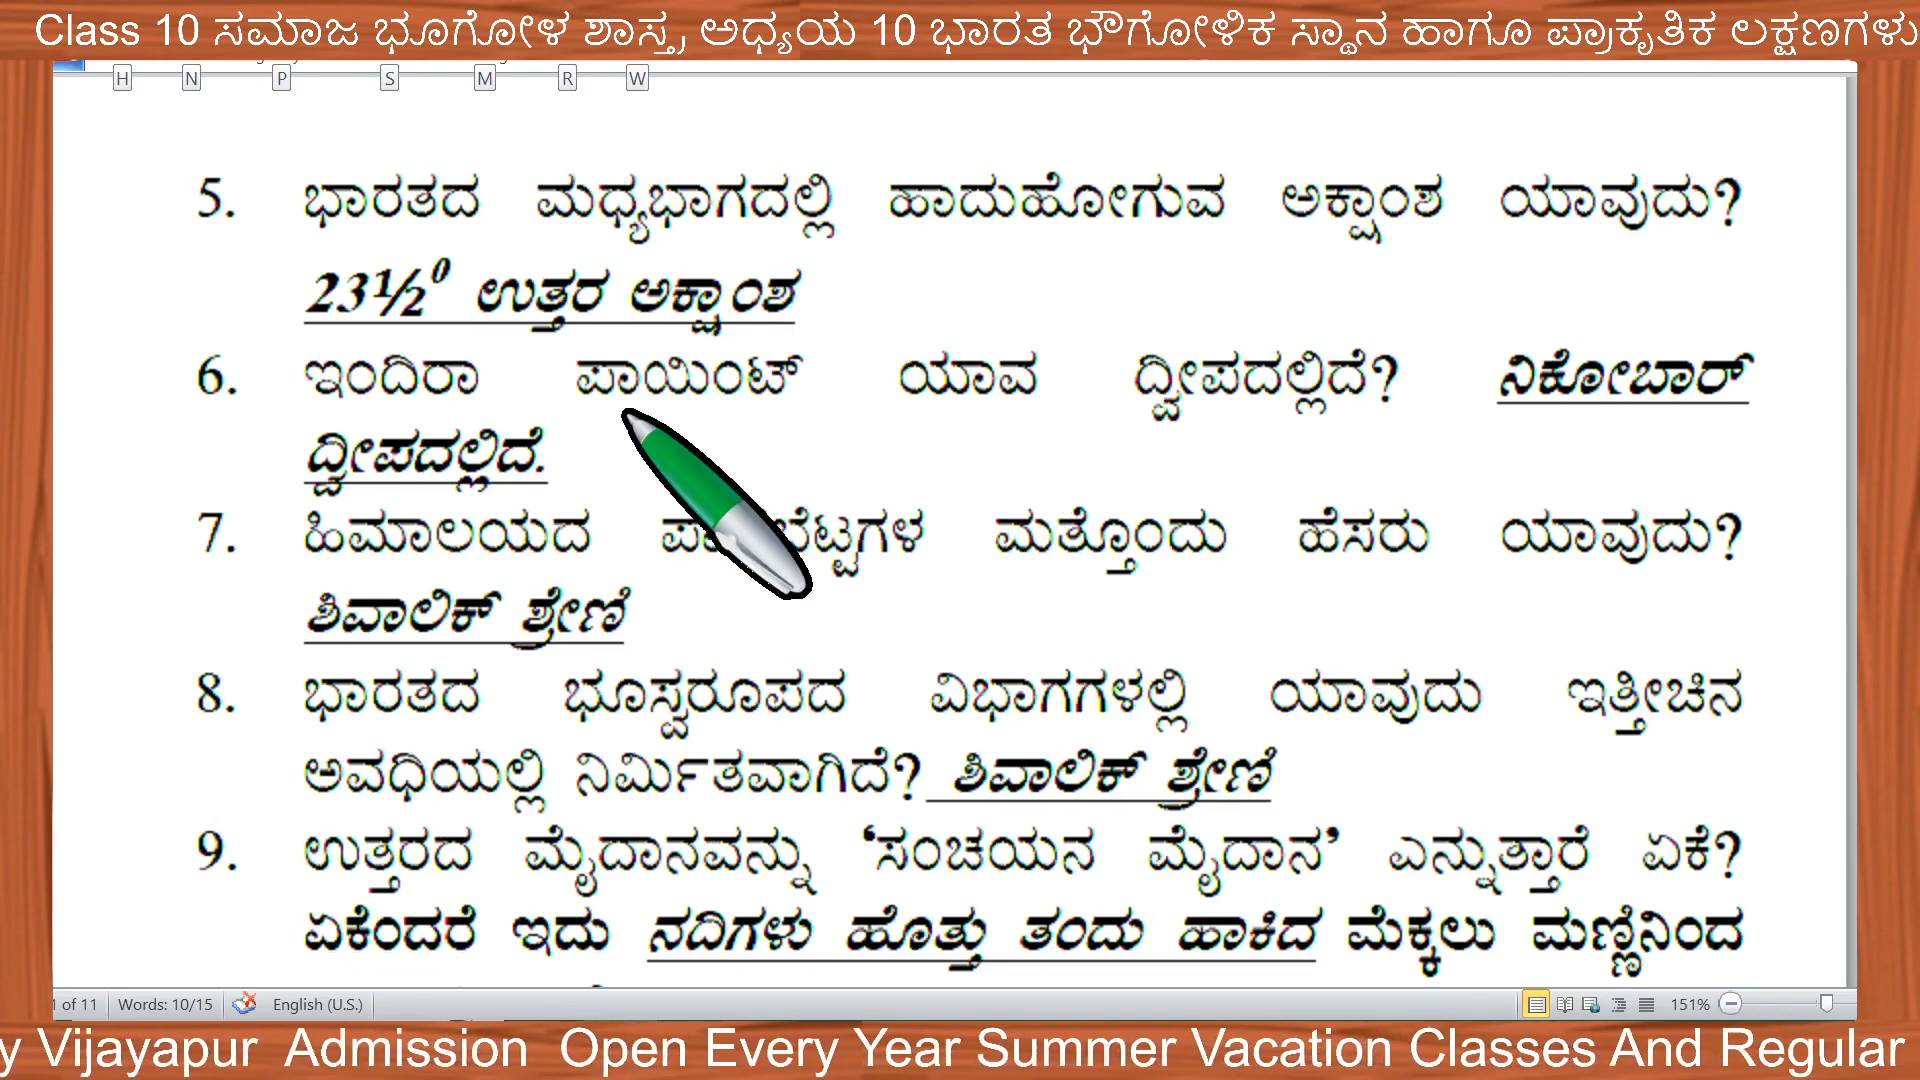 Class 10 ಸಮಾಜ ಭೂಗೋಳ ಶಾಸ್ತ್ರ ಅಧ್ಯಯ 10 ಭಾರತ ಭೌಗೋಳಿಕ ಸ್ಥಾನ ಹಾಗೂ ಪ್ರಾಕೃತಿಕ ಲಕ್ಷಣಗಳು
H N P S M R W
5. ಭಾರತದ ಮಧ್ಯಭಾಗದಲ್ಲಿ ಹಾದುಹೋಗುವ ಅಕ್ಷಾಂಶ ಯಾವುದು?
23½⁰ ಉತ್ತರ ಅಕ್ಷಾಂಶ
6. ಇಂದಿರಾ ಪಾಯಿಂಟ್ ಯಾವ ದ್ವೀಪದಲ್ಲಿದೆ? ನಿಕೋಬಾರ್
ದ್ವೀಪದಲ್ಲಿದೆ.
7. ಹಿಮಾಲಯದ ಮತ್ತೊಂದು ಹೆಸರು ಯಾವುದು?
ಶಿವಾಲಿಕ್ ಶ್ರೇಣಿ
8. ಭಾರತದ ಭೂಸ್ವರೂಪದ ವಿಭಾಗಗಳಲ್ಲಿ ಯಾವುದು ಇತ್ತೀಚಿನ
ಅವಧಿಯಲ್ಲಿ ನಿರ್ಮಿತವಾಗಿದೆ? ಶಿವಾಲಿಕ್ ಶ್ರೇಣಿ
9. ಉತ್ತರದ ಮೈದಾನವನ್ನು ‘ಸಂಚಯನ ಮೈದಾನ’ ಎನ್ನುತ್ತಾರೆ ಏಕೆ?
ಏಕೆಂದರೆ ಇದು ನದಿಗಳು ಹೊತ್ತು ತಂದು ಹಾಕಿದ ಮೆಕ್ಕಲು ಮಣ್ಣಿನಿಂದ
of 11 Words: 10/15 English (U.S.) 151%
y Vijayapur Admission Open Every Year Summer Vacation Classes And Regular